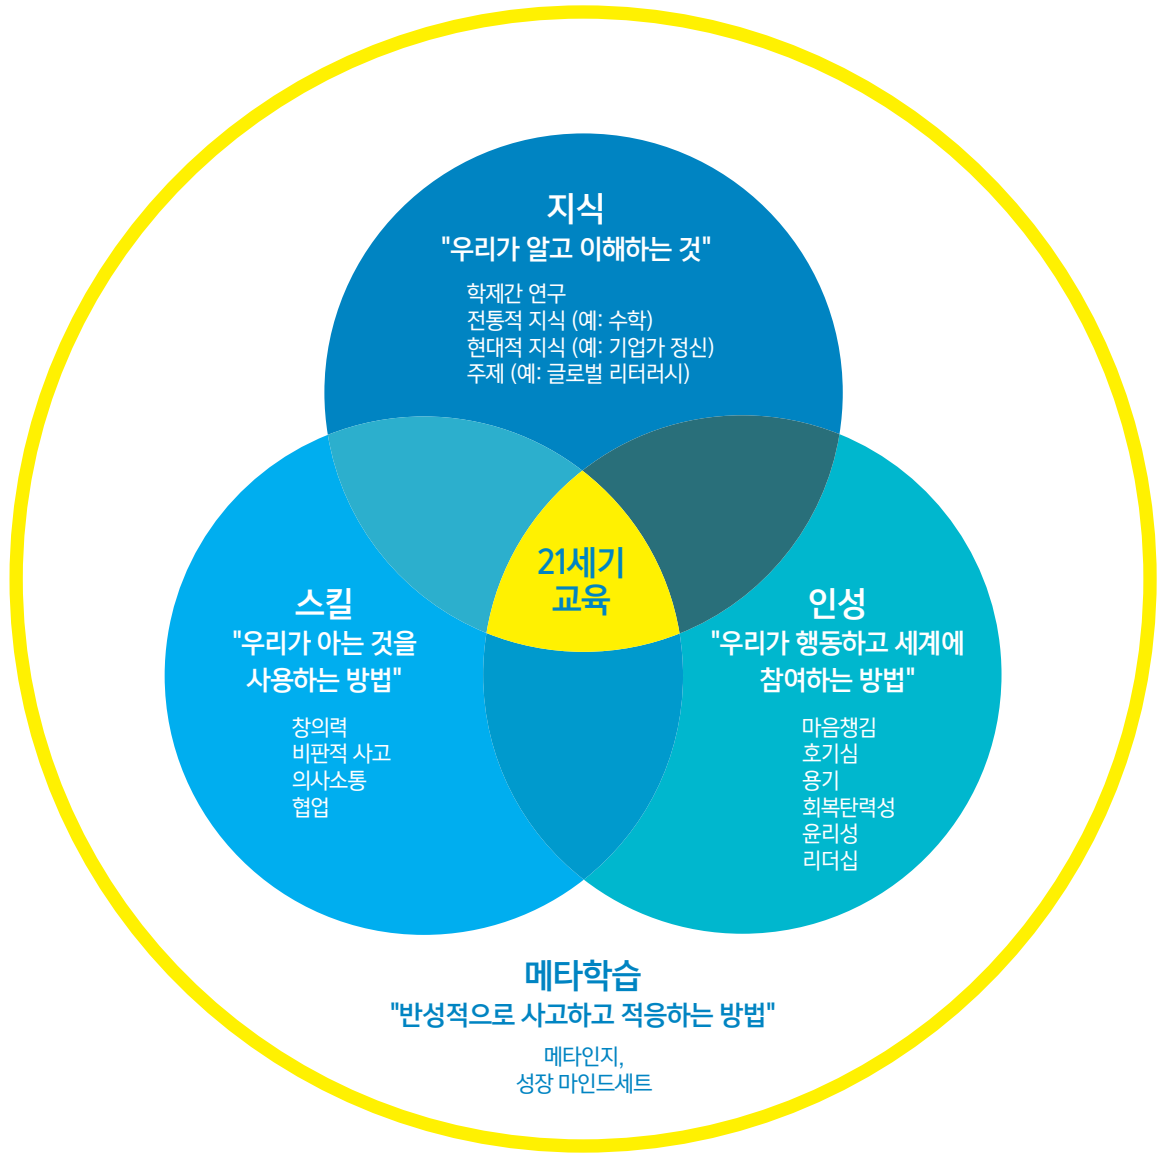 지식
"우리가 알고 이해하는 것"
학제간 연구
전통적 지식 (예: 수학)
현대적 지식 (예: 기업가 정신)
주제 (예: 글로벌 리터러시)
21세기
교육
스킬
"우리가 아는 것을
사용하는 방법"
창의력
비판적 사고
의사소통
협업
인성
"우리가 행동하고 세계에
참여하는 방법"
마음챙김
호기심
용기
회복탄력성
윤리성
리더십
메타학습
"반성적으로 사고하고 적응하는 방법"
메타인지,
성장 마인드세트